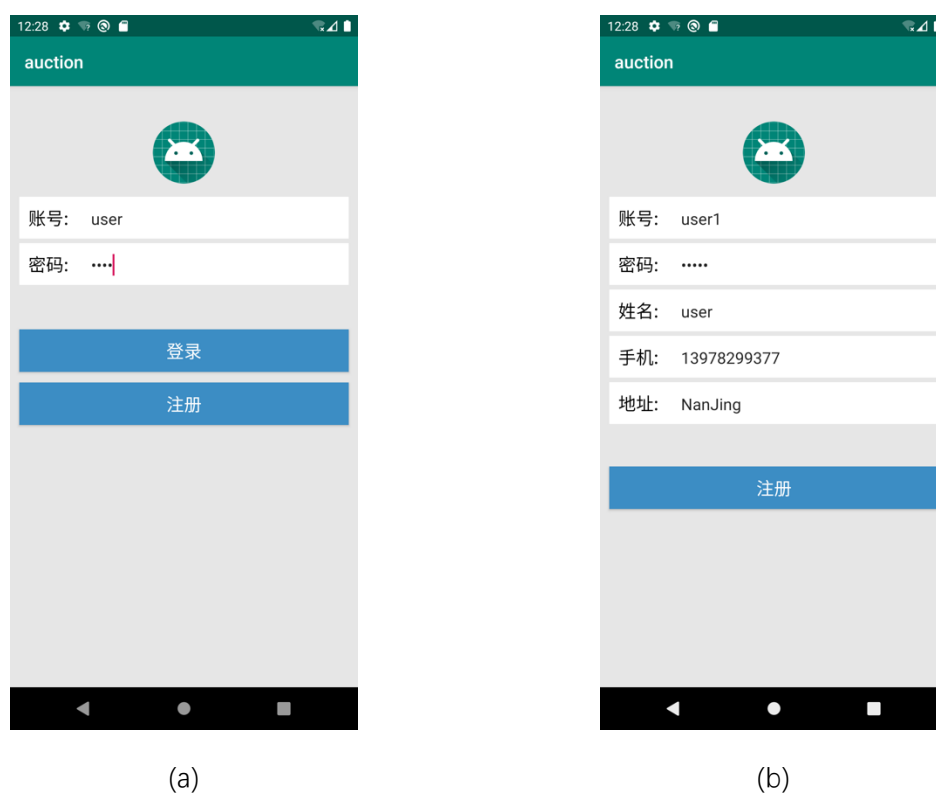 12:28
auction
账号: user
密码: ••••
登录
注册
(a)
12:28
auction
账号: user1
密码: •••••
姓名: user
手机: 13978299377
地址: NanJing
注册
(b)